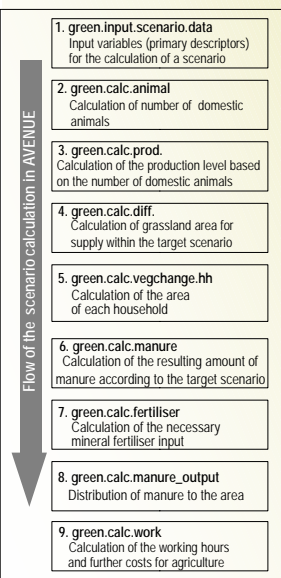 Flow of the scenario calculation in AVENUE
1. green.input.scenario.data
Input variables (primary descriptors)
for the calculation of a scenario
2. green.calc.animal
Calculation of number of domestic
animals
3. green.calc.prod.
Calculation of the production level based
on the number of domestic animals
4. green.calc.diff.
Calculation of grassland area for
supply within the target scenario
5. green.calc.vegchange.hh
Calculation of the area
of each household
6. green.calc.manure
Calculation of the resulting amount of
manure according to the target scenario
7. green.calc.fertiliser
Calculation of the necessary
mineral fertiliser input
8. green.calc.manure_output
Distribution of manure to the area
9. green.calc.work
Calculation of the working hours
and further costs for agriculture